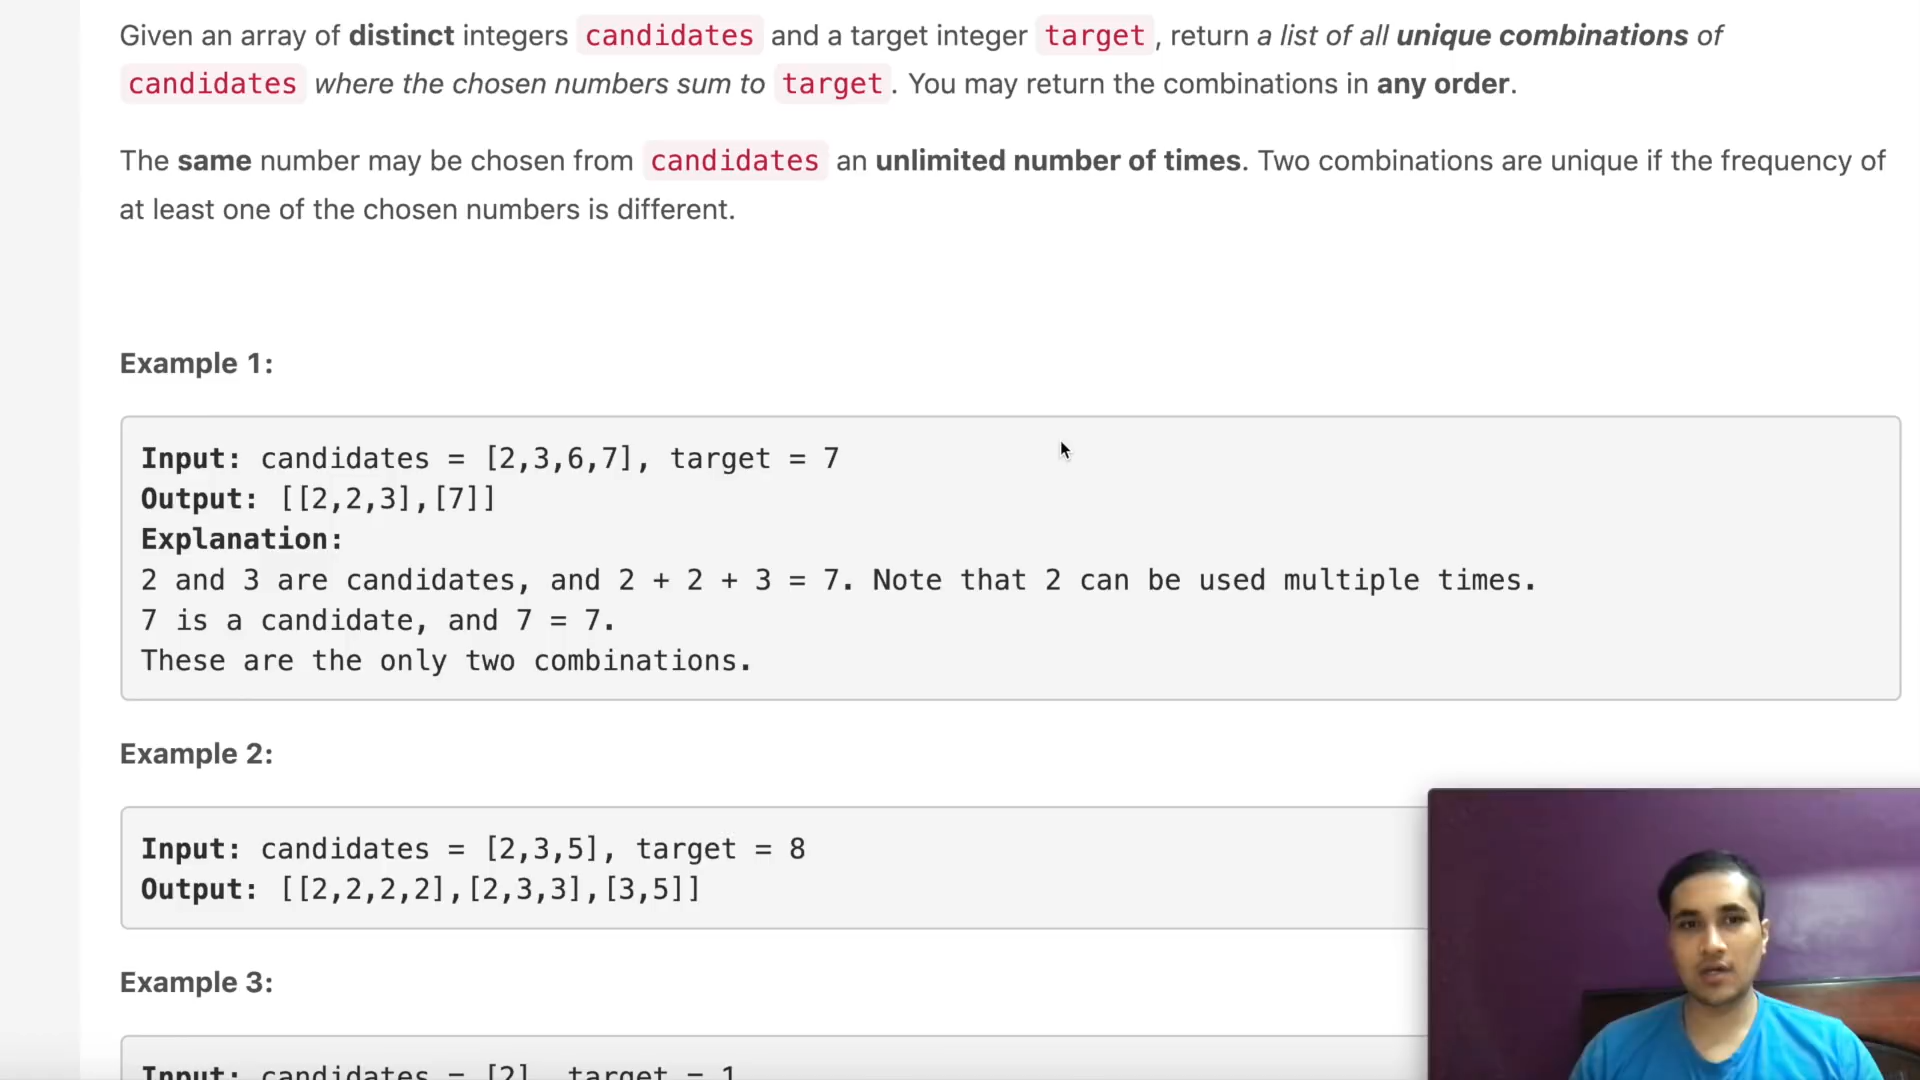 Given an array of distinct integers candidates and a target integer target, return a list of all unique combinations of
candidates where the chosen numbers sum to target. You may return the combinations in any order.
The same number may be chosen from candidates an unlimited number of times. Two combinations are unique if the frequency of
at least one of the chosen numbers is different.
Example 1:
Input: candidates = [2,3,6,7], target = 7
Output: [[2,2,3],[7]]
Explanation:
2 and 3 are candidates, and 2 + 2 + 3 = 7. Note that 2 can be used multiple times.
7 is a candidate, and 7 = 7.
These are the only two combinations.
Example 2:
Input: candidates = [2,3,5], target = 8
Output: [[2,2,2,2],[2,3,3],[3,5]]
Example 3:
Input: candidates = [2], target = 1